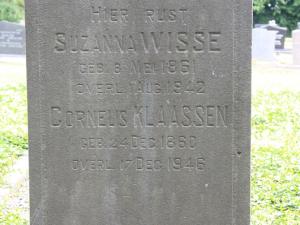 HIER RUST
SUZANNA WISSE
GEB. 8 MEI 1861
OVERL. 1 AUG 1942
CORNELIS KLAASSEN
GEB. 24 DEC. 1860
OVERL. 17 DEC. 1946